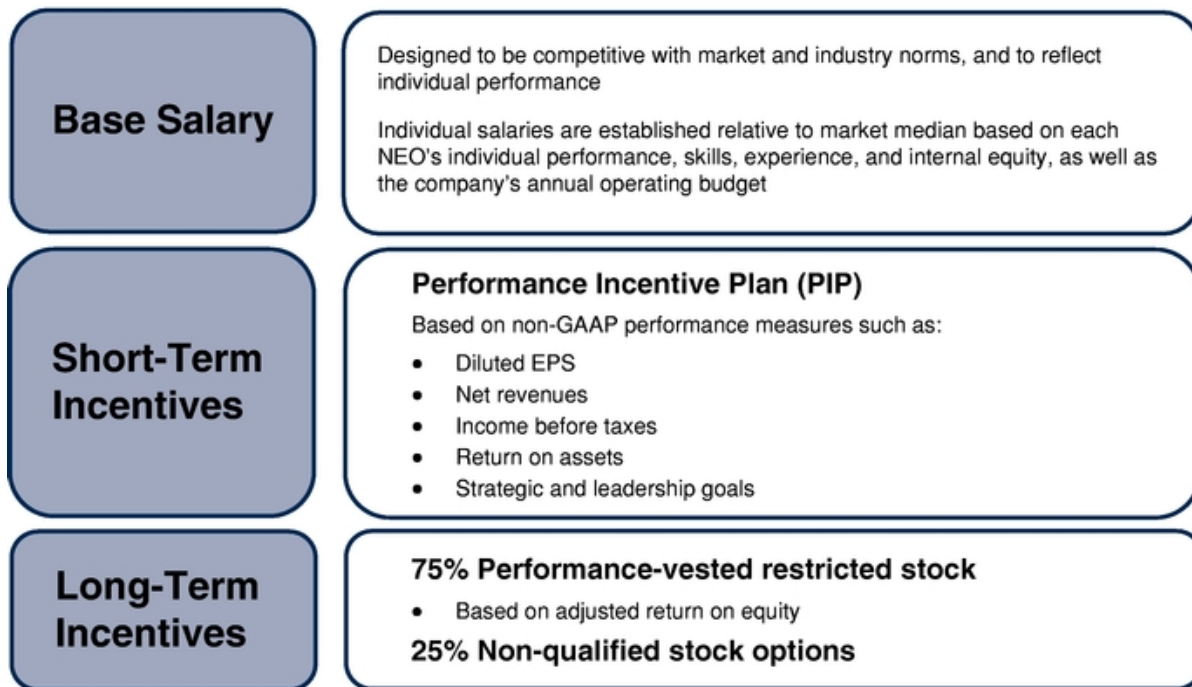 Base Salary
Designed to be competitive with market and industry norms, and to reflect
individual performance
Individual salaries are established relative to market median based on each
NEO's individual performance, skills, experience, and internal equity, as well as
the company's annual operating budget
Short-Term
Incentives
Performance Incentive Plan (PIP)
Based on non-GAAP performance measures such as:
• Diluted EPS
• Net revenues
• Income before taxes
• Return on assets
• Strategic and leadership goals
Long-Term
Incentives
75% Performance-vested restricted stock
• Based on adjusted return on equity
25% Non-qualified stock options